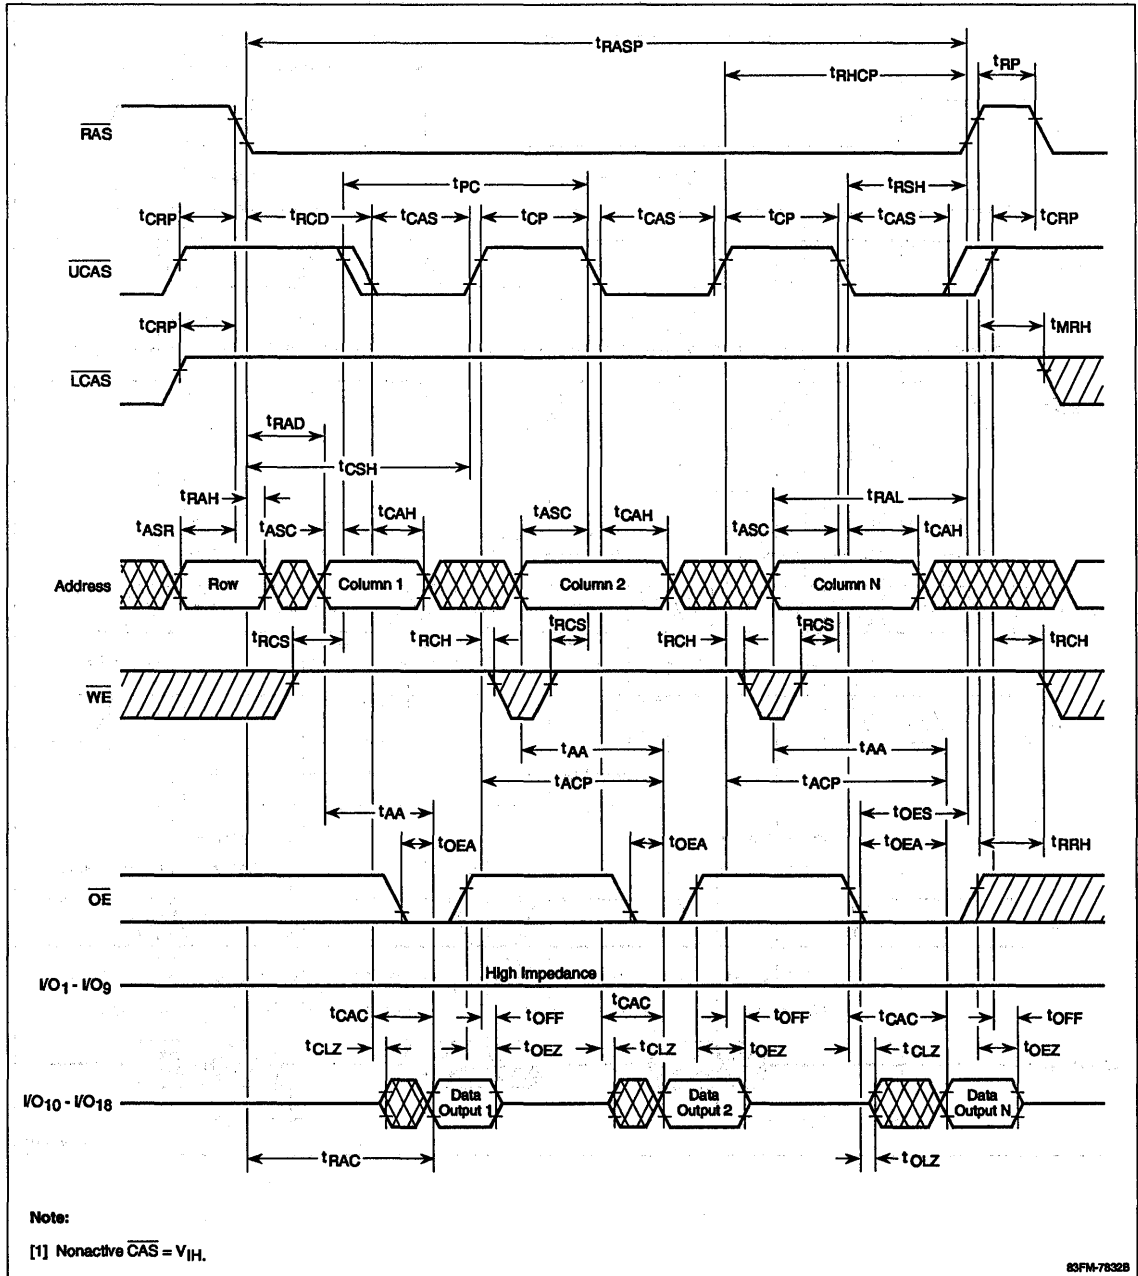 tRASP
tRHCP
tRP
RAS
tPC
tRSH
tCRP tRCD tCAS tCP tCAS tCP tCAS tCRP
UCAS
tCRP
tMRH
LCAS
tRAD
tCSH
tRAH
tRAL
tASR tASC tCAH tASC tCAH tASC tCAH
Address Row Column 1 Column 2 Column N
tRCS tRCH tRCS tRCH tRCS tRCH
WE
tAA tAA
tACP tACP
tAA tOES
tOEA tOEA tOEA tRRH
OE
High Impedance
I/O1 - I/O9
tCAC tOFF tCAC tOFF tCAC tOFF
tCLZ tOEZ tCLZ tOEZ tCLZ tOEZ
I/O10 - I/O18
Data Output 1
Data Output 2
Data Output N
tRAC tOLZ
Note:
[1] Nonactive CAS = VIH.
83FM-7832B